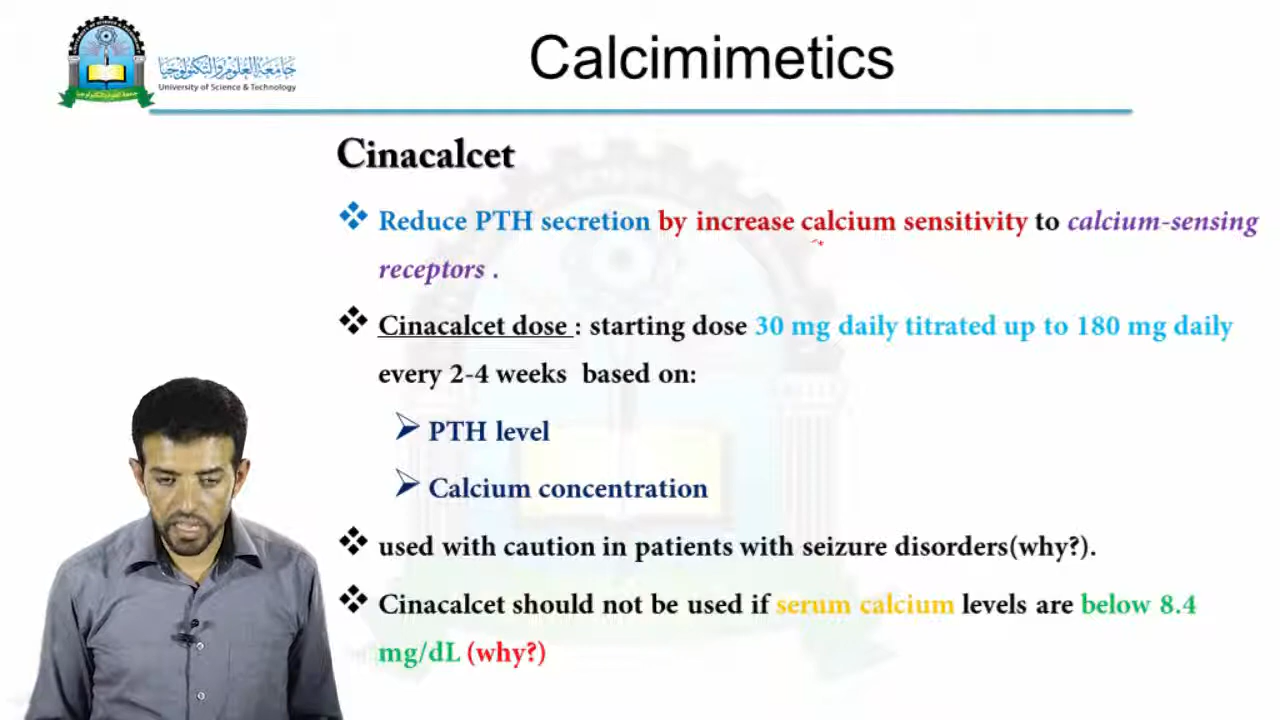 Calcimimetics
جامعة العلوم والتكنولوجيا
University of Science & Technology
Cinacalcet
Reduce PTH secretion by increase calcium sensitivity to calcium-sensing
receptors .
Cinacalcet dose : starting dose 30 mg daily titrated up to 180 mg daily
every 2-4 weeks based on:
PTH level
Calcium concentration
used with caution in patients with seizure disorders(why?).
Cinacalcet should not be used if serum calcium levels are below 8.4
mg/dL (why?)